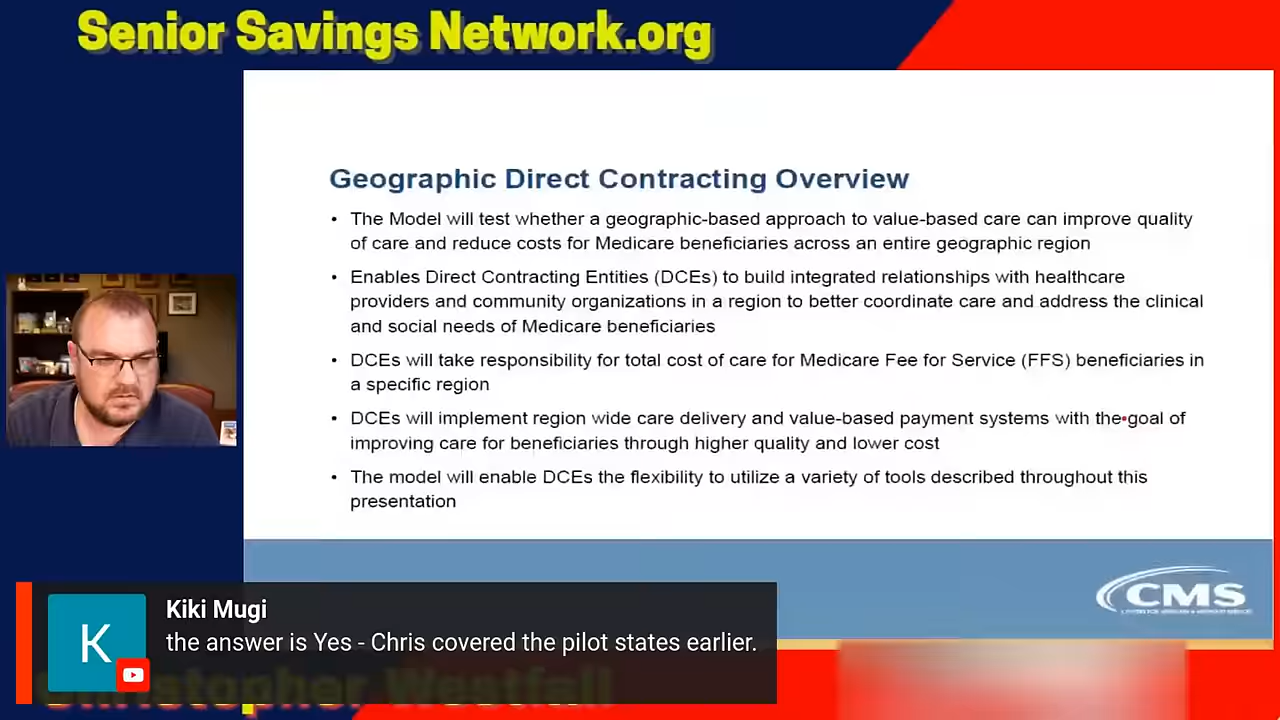 Senior Savings Network.org
Geographic Direct Contracting Overview
• The Model will test whether a geographic-based approach to value-based care can improve quality
of care and reduce costs for Medicare beneficiaries across an entire geographic region
• Enables Direct Contracting Entities (DCEs) to build integrated relationships with healthcare
providers and community organizations in a region to better coordinate care and address the clinical
and social needs of Medicare beneficiaries
• DCEs will take responsibility for total cost of care for Medicare Fee for Service (FFS) beneficiaries in
a specific region
• DCEs will implement region wide care delivery and value-based payment systems with the goal of
improving care for beneficiaries through higher quality and lower cost
• The model will enable DCEs the flexibility to utilize a variety of tools described throughout this
presentation
CMS
K
Kiki Mugi
the answer is Yes - Chris covered the pilot states earlier.
Christopher Westfall